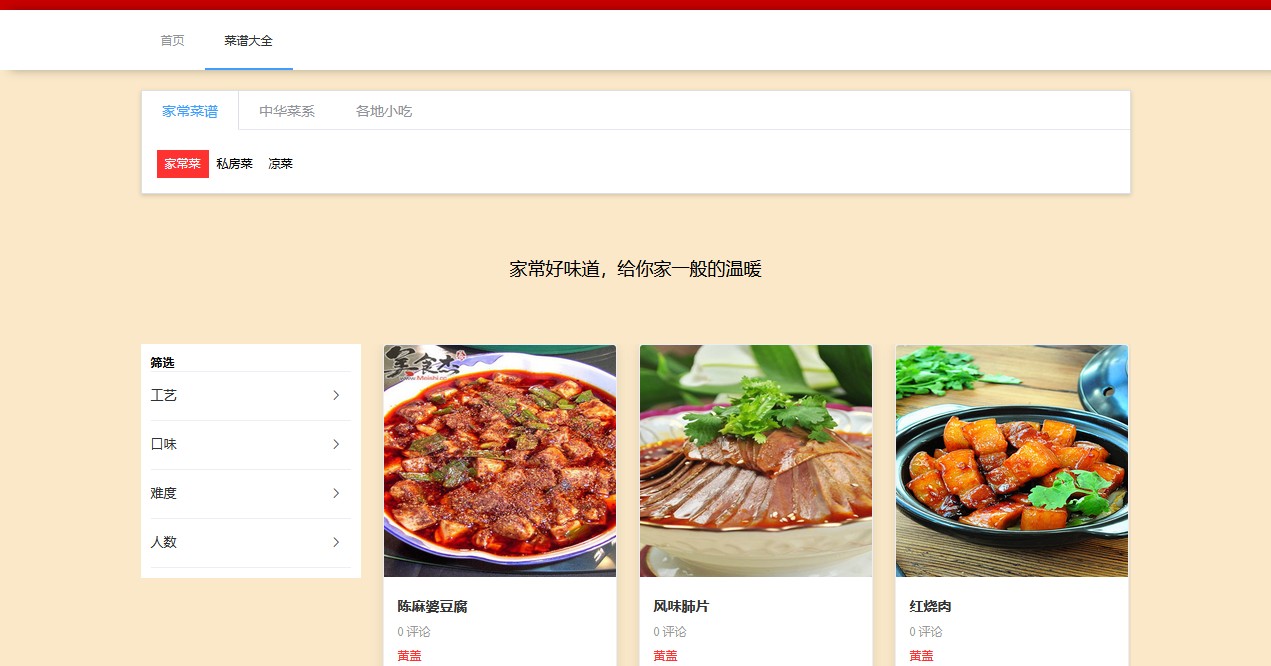 首页 菜谱大全
家常菜谱 中华菜系 各地小吃
家常菜 私房菜 凉菜
家常好味道，给你家一般的温暖
筛选
工艺
口味
难度
人数
美食杰
陈麻婆豆腐 风味肺片 红烧肉
0 评论 0 评论 0 评论
黄盖 黄盖 黄盖